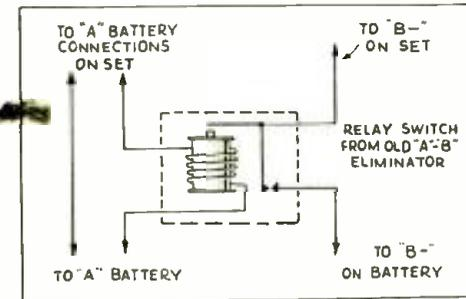 TO "A" BATTERY
CONNECTIONS
ON SET
TO "B-"
ON SET
RELAY SWITCH
FROM OLD "A"-"B"
ELIMINATOR
TO "A" BATTERY
TO "B-"
ON BATTERY